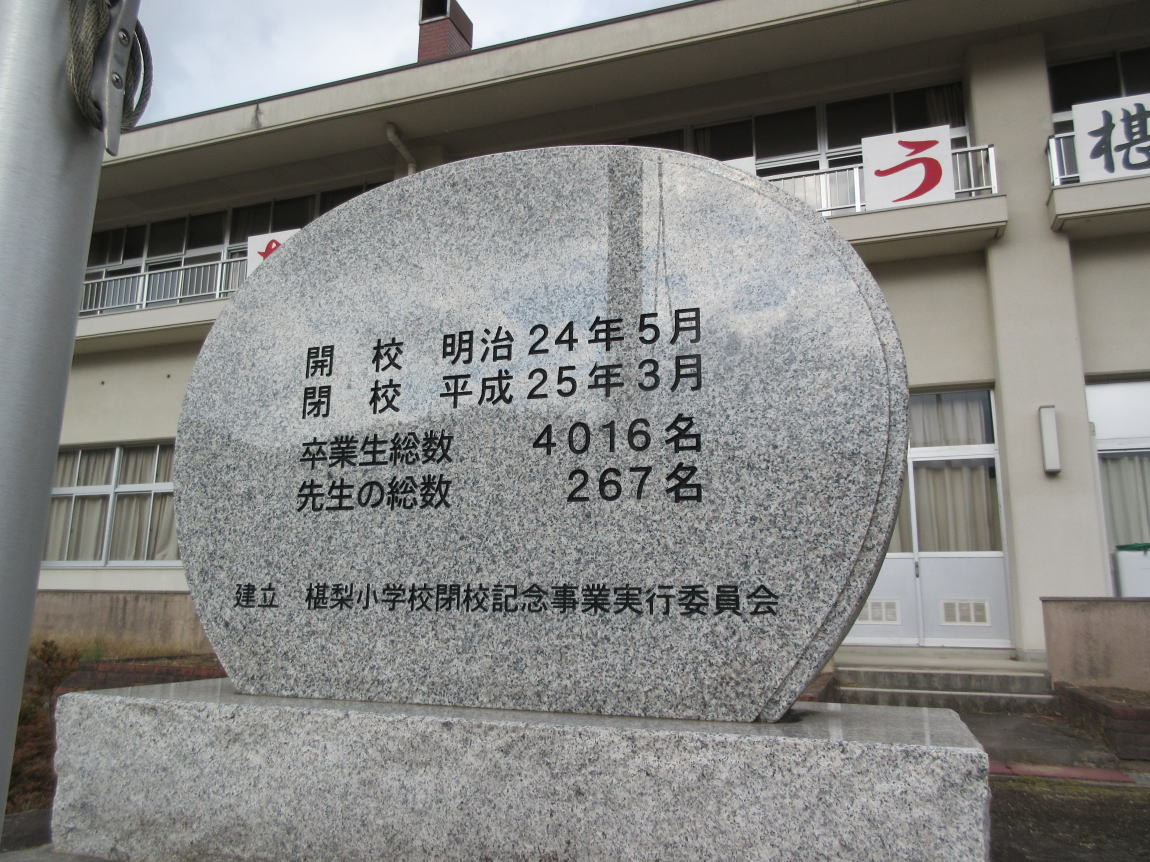 開 校 明治24年5月
閉 校 平成25年3月
卒業生総数 4016名
先生の総数 267名
建立 椹梨小学校閉校記念事業実行委員会
う
椹